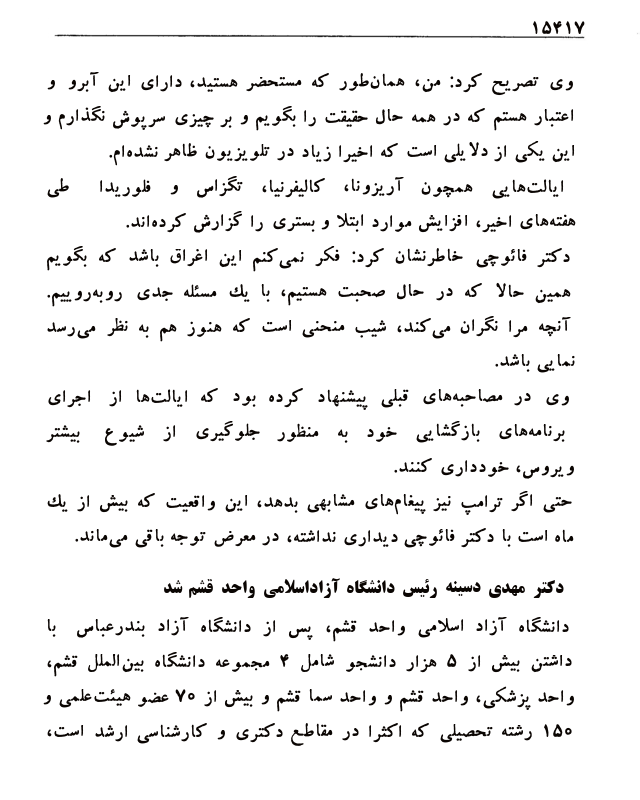 ۱۵۴۱۷
وی تصریح کرد: من، همان‌طور که مستحضر هستید، دارای این آبرو و
اعتبار هستم که در همه حال حقیقت را بگویم و بر چیزی سرپوش نگذارم و
این یکی از دلایلی است که اخیرا زیاد در تلویزیون ظاهر نشده‌ام.
ایالت‌هایی همچون آریزونا، کالیفرنیا، تگزاس و فلوریدا طی
هفته‌های اخیر، افزایش موارد ابتلا و بستری را گزارش کرده‌اند.
دکتر فائوچی خاطرنشان کرد: فکر نمی‌کنم این اغراق باشد که بگویم
همین حالا که در حال صحبت هستیم، با یك مسئله جدی روبه‌روییم.
آنچه مرا نگران می‌کند، شیب منحنی است که هنوز هم به نظر می‌رسد
نمایی باشد.
وی در مصاحبه‌های قبلی پیشنهاد کرده بود که ایالت‌ها از اجرای
برنامه‌های بازگشایی خود به منظور جلوگیری از شیوع بیشتر
ویروس، خودداری کنند.
حتی اگر ترامپ نیز پیغام‌های مشابهی بدهد، این واقعیت که بیش از یك
ماه است با دکتر فائوچی دیداری نداشته، در معرض توجه باقی می‌ماند.
دکتر مهدی دسینه رئیس دانشگاه آزاداسلامی واحد قشم شد
دانشگاه آزاد اسلامی واحد قشم، پس از دانشگاه آزاد بندرعباس با
داشتن بیش از ۵ هزار دانشجو شامل ۴ مجموعه دانشگاه بین‌الملل قشم،
واحد پزشکی، واحد قشم و واحد سما قشم و بیش از ۷۰ عضو هیئت‌علمی و
۱۵۰ رشته تحصیلی که اکثرا در مقاطع دکتری و کارشناسی ارشد است،